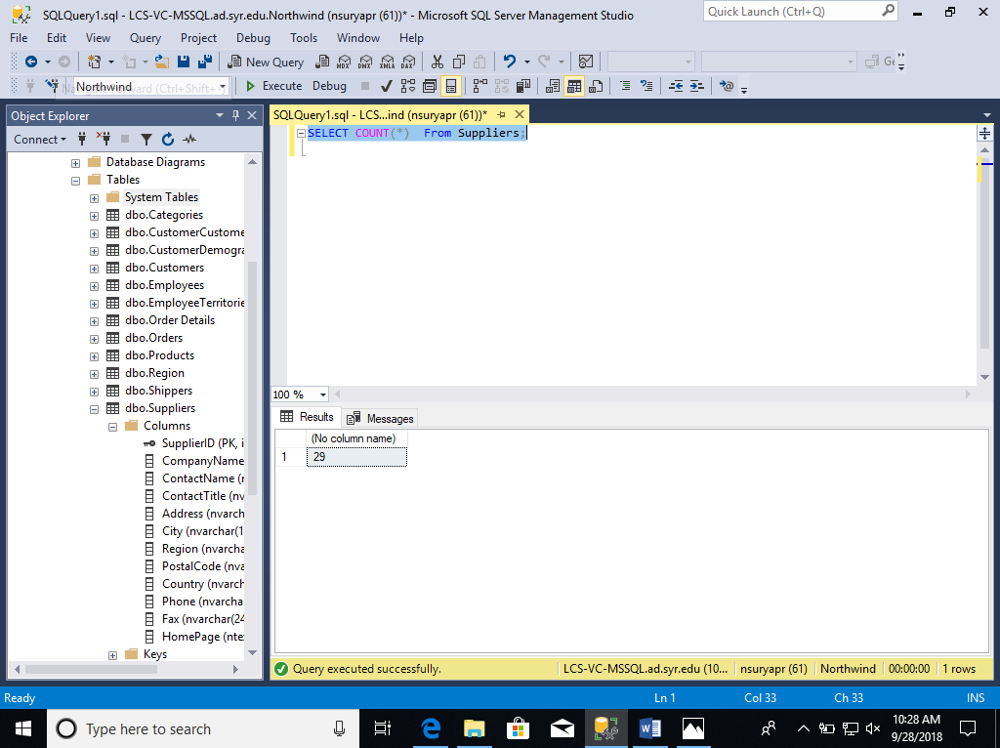 SQLQuery1.sql - LCS-VC-MSSQL.ad.syr.edu.Northwind (nsuryapr (61))* - Microsoft SQL Server Management Studio
Quick Launch (Ctrl+Q)
File Edit View Query Project Debug Tools Window Help
New Query MDX DMX XMLA DAX Ge
Northwind Execute Debug
Object Explorer
SQLQuery1.sql - LCS...ind (nsuryapr (61))*
Connect
SELECT COUNT(*) From Suppliers;
Database Diagrams
Tables
System Tables
dbo.Categories
dbo.CustomerCustome
dbo.CustomerDemogra
dbo.Customers
dbo.Employees
dbo.EmployeeTerritorie
dbo.Order Details
dbo.Orders
dbo.Products
dbo.Region
dbo.Shippers
dbo.Suppliers
Columns
SupplierID (PK, i
CompanyName
ContactName (n
ContactTitle (nv
Address (nvarch
City (nvarchar(1
Region (nvarcha
PostalCode (nva
Country (nvarch
Phone (nvarcha
Fax (nvarchar(24
HomePage (ntex
Keys
100 %
Results Messages
(No column name)
1 29
Query executed successfully. LCS-VC-MSSQL.ad.syr.edu (10... nsuryapr (61) Northwind 00:00:00 1 rows
Ready Ln 1 Col 33 Ch 33 INS
Type here to search
10:28 AM
9/28/2018